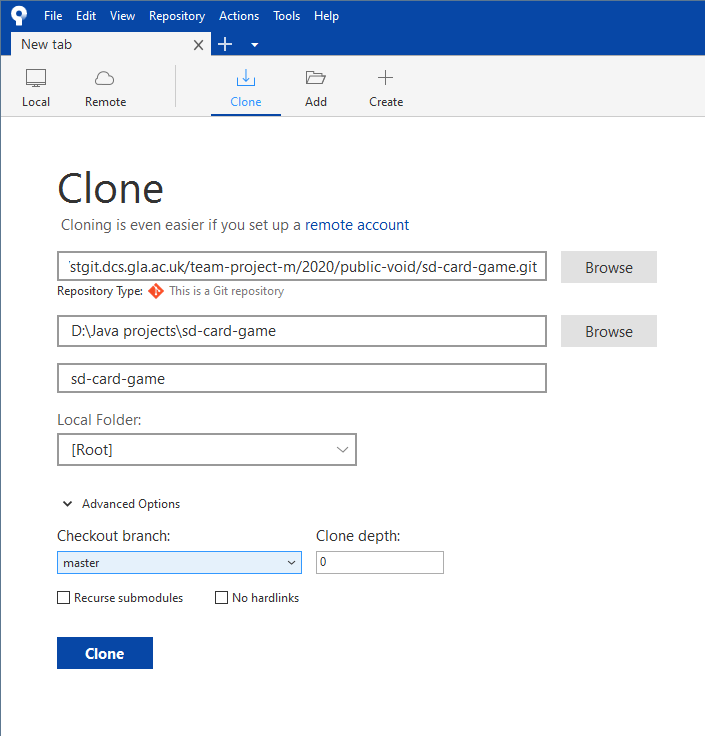 File Edit View Repository Actions Tools Help
New tab
Local Remote Clone Add Create
Clone
Cloning is even easier if you set up a remote account
stgit.dcs.gla.ac.uk/team-project-m/2020/public-void/sd-card-game.git Browse
Repository Type: This is a Git repository
D:\Java projects\sd-card-game Browse
sd-card-game
Local Folder:
[Root]
Advanced Options
Checkout branch: Clone depth:
master 0
Recurse submodules No hardlinks
Clone